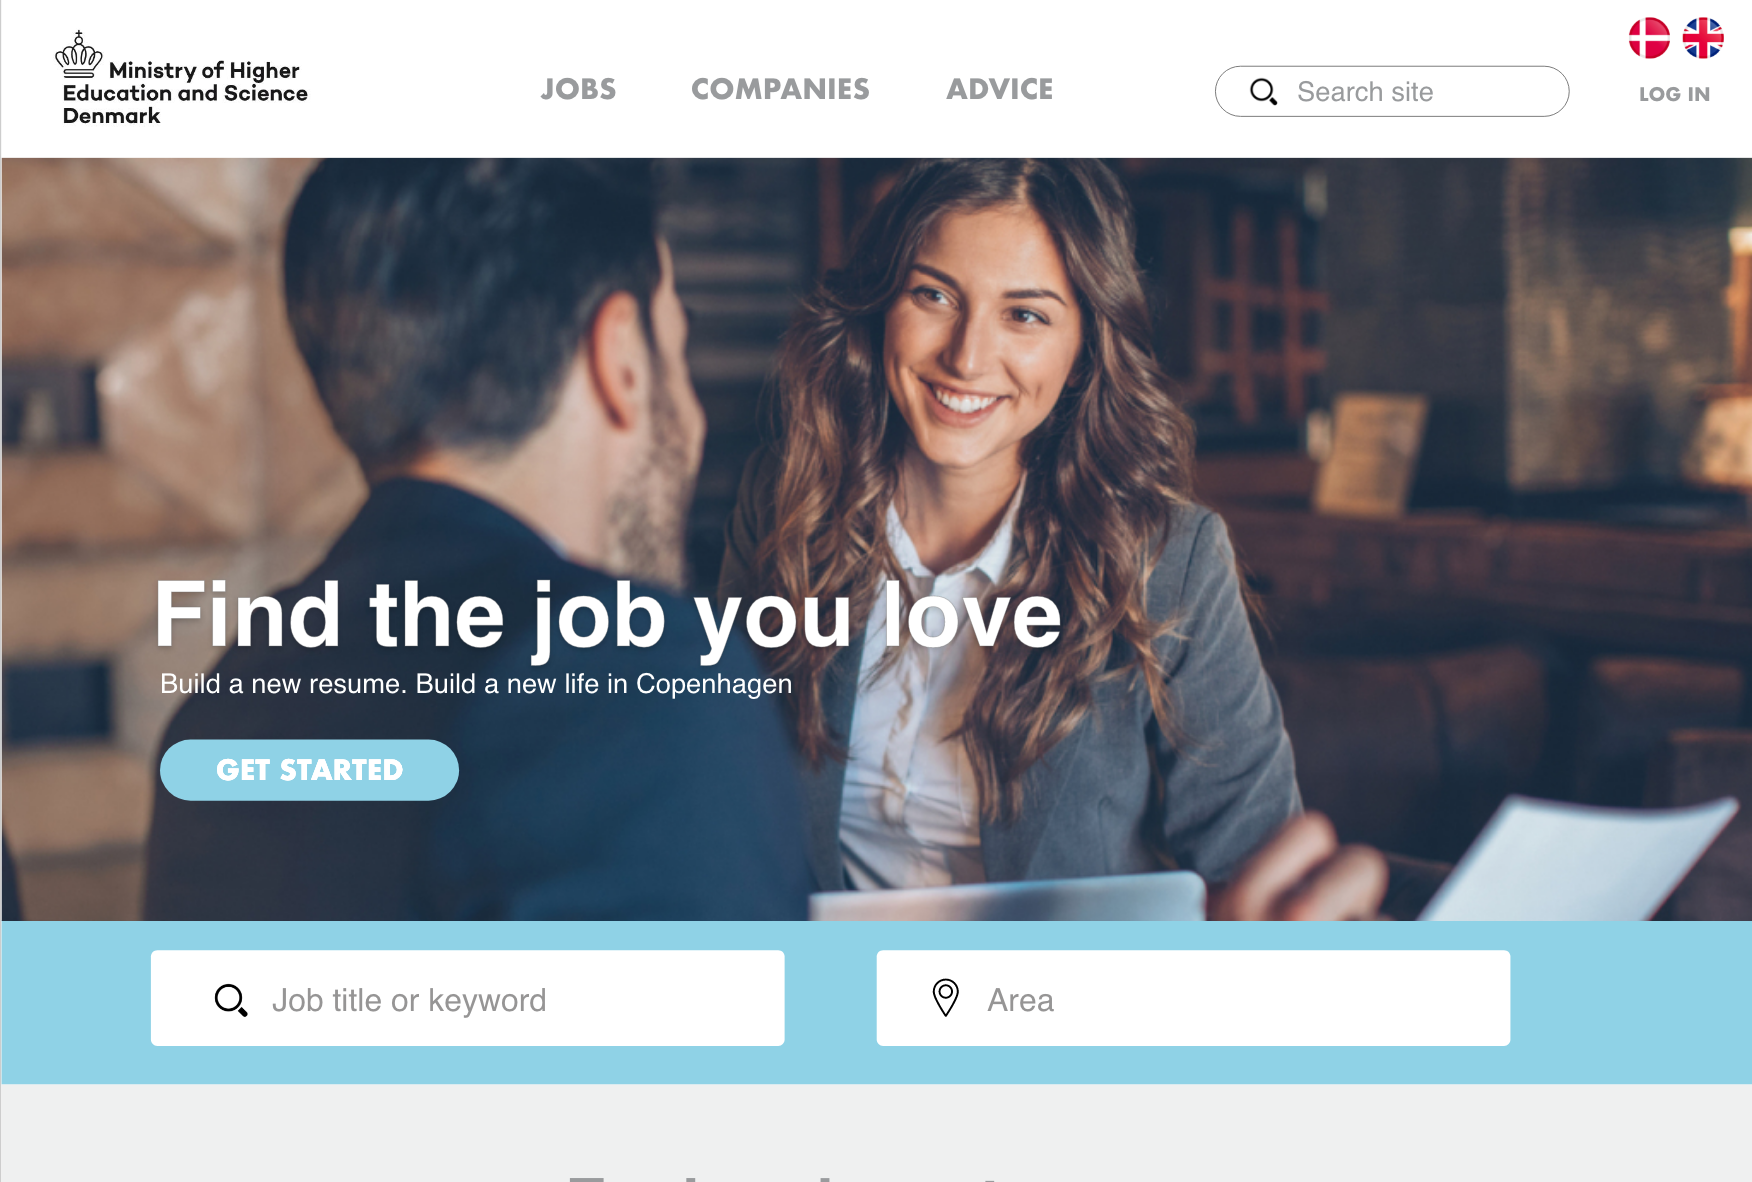 Ministry of Higher
Education and Science
Denmark
JOBS
COMPANIES
ADVICE
Search site
LOG IN
Find the job you love
Build a new resume. Build a new life in Copenhagen
GET STARTED
Job title or keyword
Area